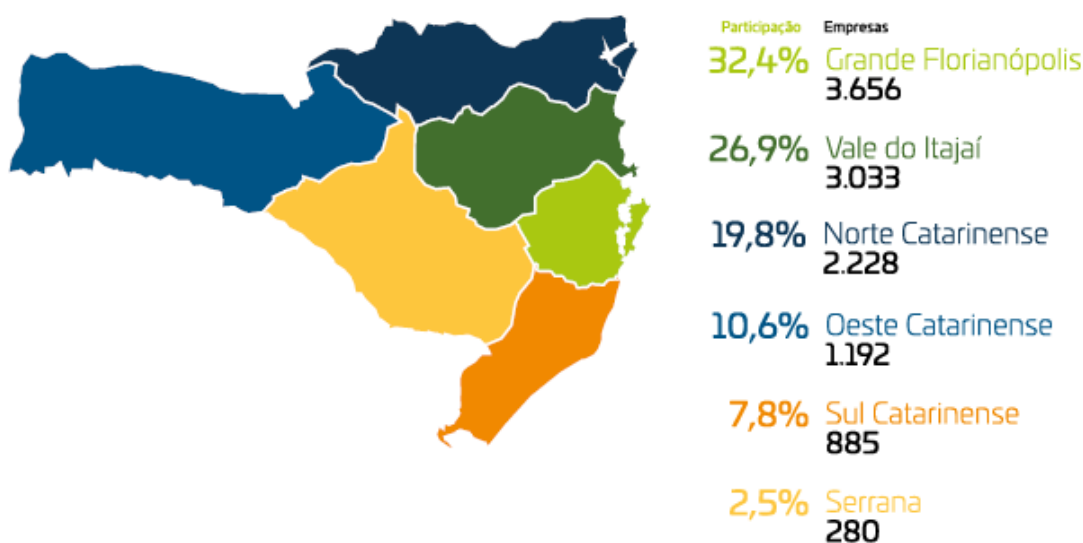 Participação Empresas
32,4% Grande Florianópolis
3.656
26,9% Vale do Itajaí
3.033
19,8% Norte Catarinense
2.228
10,6% Oeste Catarinense
1.192
7,8% Sul Catarinense
885
2,5% Serrana
280